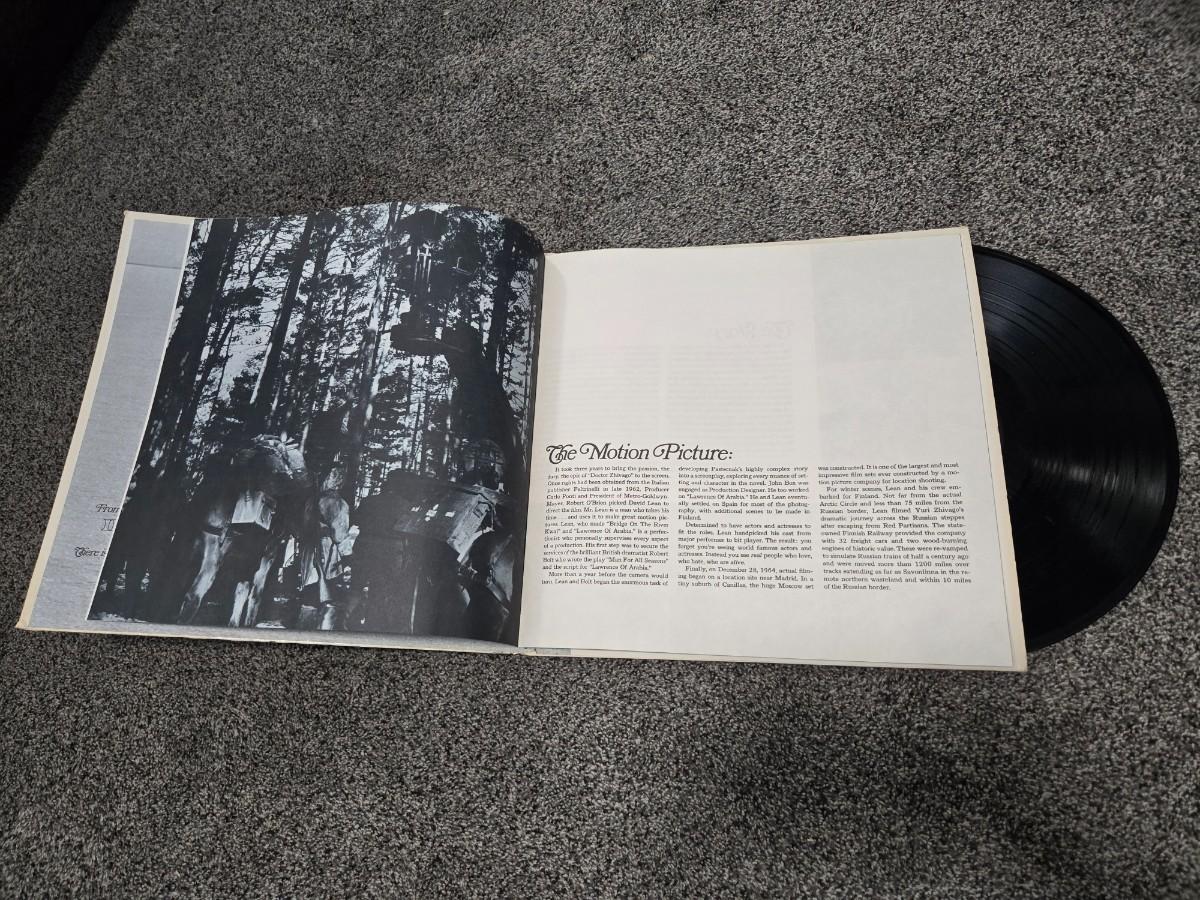 From
There i
The Motion Picture:
It took three years to bring the passion, the
the epic of "Doctor Zhivago" to the screen.
Once rights had been obtained from the Italian
publisher Feltrinelli in late 1962, Producer
Carlo Ponti and President of Metro-Goldwyn-
Mayer, Robert O'Brien picked David Lean to
direct the film. Mr. Lean is a man who takes his
time . . . and uses it to make great motion pic-
tures. Lean, who made "Bridge On The River
Kwai" and "Lawrence Of Arabia," is a perfec-
tionist who personally supervises every aspect
of a production. His first step was to secure the
services of the brilliant British dramatist Robert
Bolt who wrote the play "Man For All Seasons"
and the script for "Lawrence Of Arabia."
More than a year before the camera would
turn, Lean and Bolt began the enormous task of
developing Pasternak's highly complex story
into a screenplay, exploring every nuance of set-
ting and character in the novel. John Box was
engaged as Production Designer. He too worked
on "Lawrence Of Arabia." He and Lean eventu-
ally settled on Spain for most of the photog-
raphy, with additional scenes to be made in
Finland.
Determined to have actors and actresses to
fit the roles, Lean handpicked his cast from
major performers to bit player. The result: you
forget you're seeing world famous actors and
actresses. Instead you see real people who love,
who hate, who are alive.
Finally, on December 28, 1964, actual film-
ing began on a location site near Madrid. In a
tiny suburb of Canillas, the huge Moscow set
was constructed. It is one of the largest and most
impressive film sets ever constructed by a mo-
tion picture company for location shooting.
For winter scenes, Lean and his crew em-
barked for Finland. Not far from the actual
Arctic Circle and less than 75 miles from the
Russian border, Lean filmed Yuri Zhivago's
dramatic journey across the Russian steppes
after escaping from Red Partisans. The state-
owned Finnish Railway provided the company
with 32 freight cars and two wood-burning
engines of historic value. These were re-vamped
to simulate Russian trains of half a century ago
and were moved more than 1200 miles over
tracks extending as far as Savonlinna in the re-
mote northern wasteland and within 10 miles
of the Russian border.